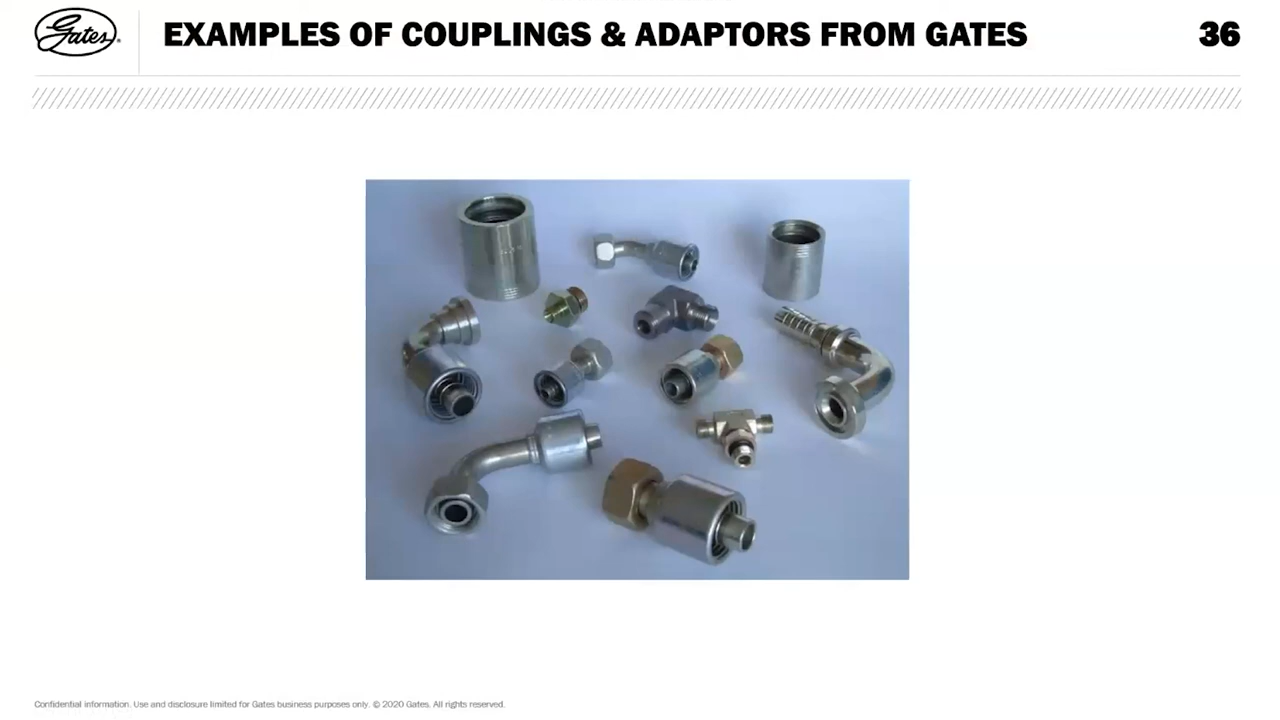 Gates
EXAMPLES OF COUPLINGS & ADAPTORS FROM GATES
36
Confidential information. Use and disclosure limited for Gates business purposes only. © 2020 Gates. All rights reserved.